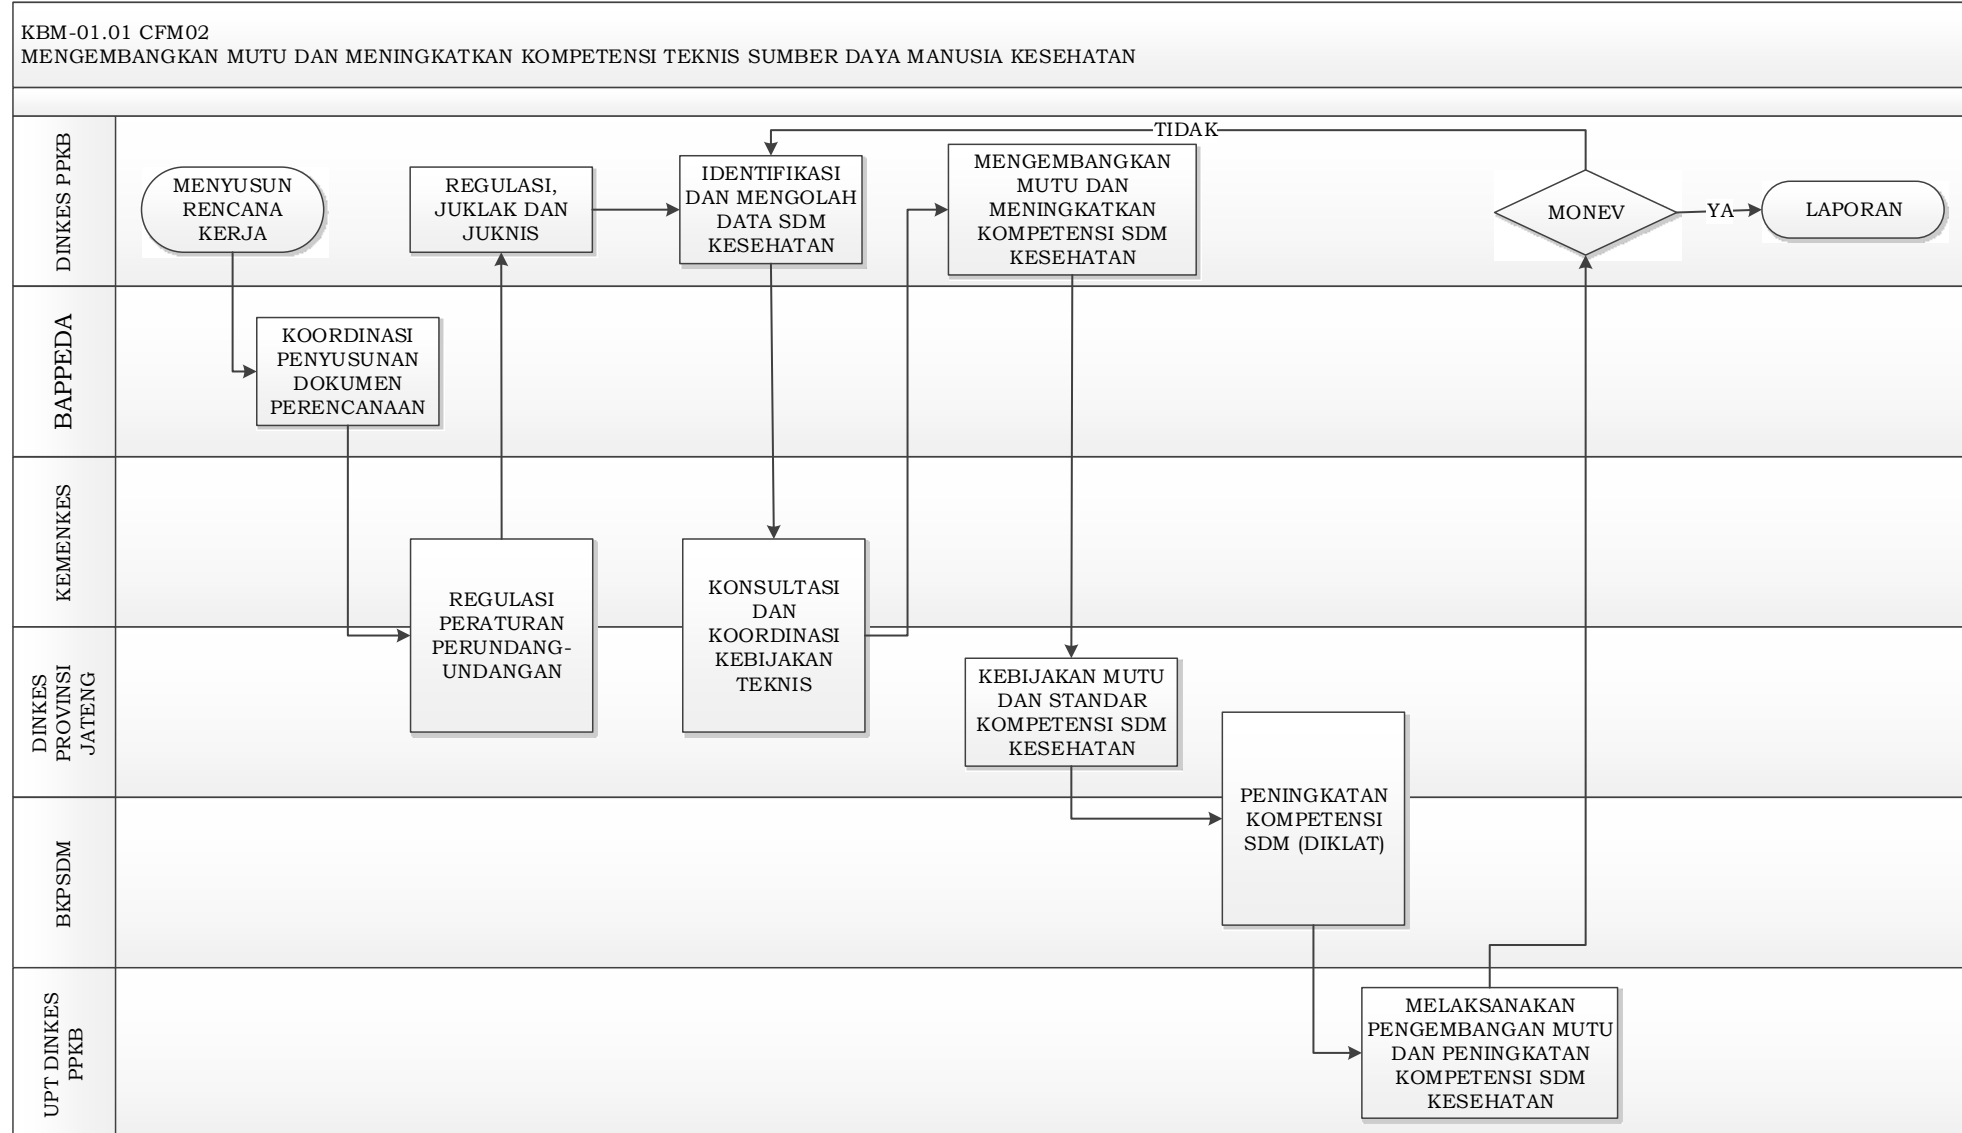 KBM-01.01 CFM02
MENGEMBANGKAN MUTU DAN MENINGKATKAN KOMPETENSI TEKNIS SUMBER DAYA MANUSIA KESEHATAN
DINKES PPKB
MENYUSUN
RENCANA
KERJA
REGULASI,
JUKLAK DAN
JUKNIS
IDENTIFIKASI
DAN MENGOLAH
DATA SDM
KESEHATAN
MENGEMBANGKAN
MUTU DAN
MENINGKATKAN
KOMPETENSI SDM
KESEHATAN
TIDAK
MONEV
YA
LAPORAN
BAPPEDA
KOORDINASI
PENYUSUNAN
DOKUMEN
PERENCANAAN
KEMENKES
REGULASI
PERATURAN
PERUNDANG-
UNDANGAN
KONSULTASI
DAN
KOORDINASI
KEBIJAKAN
TEKNIS
DINKES
PROVINSI
JATENG
KEBIJAKAN MUTU
DAN STANDAR
KOMPETENSI SDM
KESEHATAN
PENINGKATAN
KOMPETENSI
SDM (DIKLAT)
BKPSDM
UPT DINKES
PPKB
MELAKSANAKAN
PENGEMBANGAN MUTU
DAN PENINGKATAN
KOMPETENSI SDM
KESEHATAN